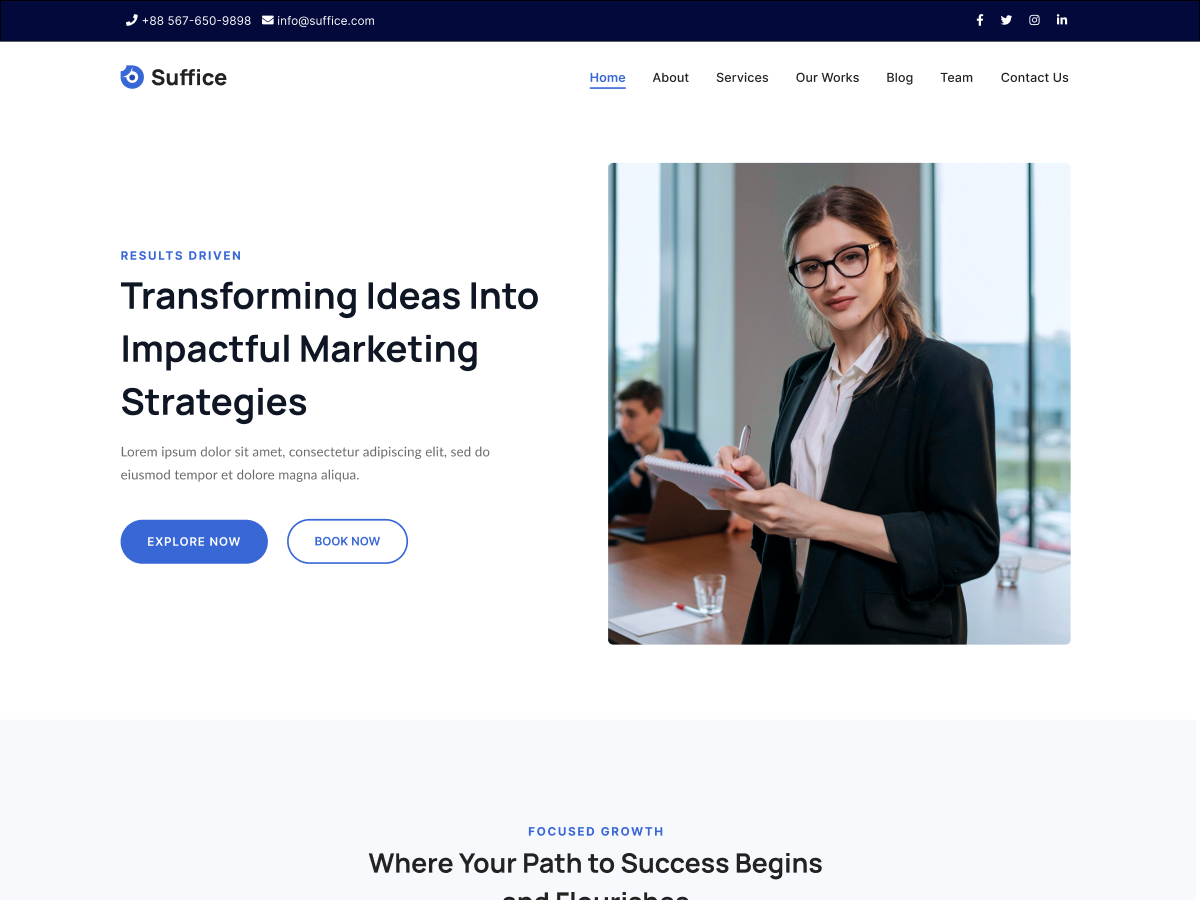 +88 567-650-9898 info@suffice.com
Suffice
Home About Services Our Works Blog Team Contact Us
RESULTS DRIVEN
Transforming Ideas Into
Impactful Marketing
Strategies
Lorem ipsum dolor sit amet, consectetur adipiscing elit, sed do
eiusmod tempor et dolore magna aliqua.
EXPLORE NOW BOOK NOW
FOCUSED GROWTH
Where Your Path to Success Begins
and Flourishes